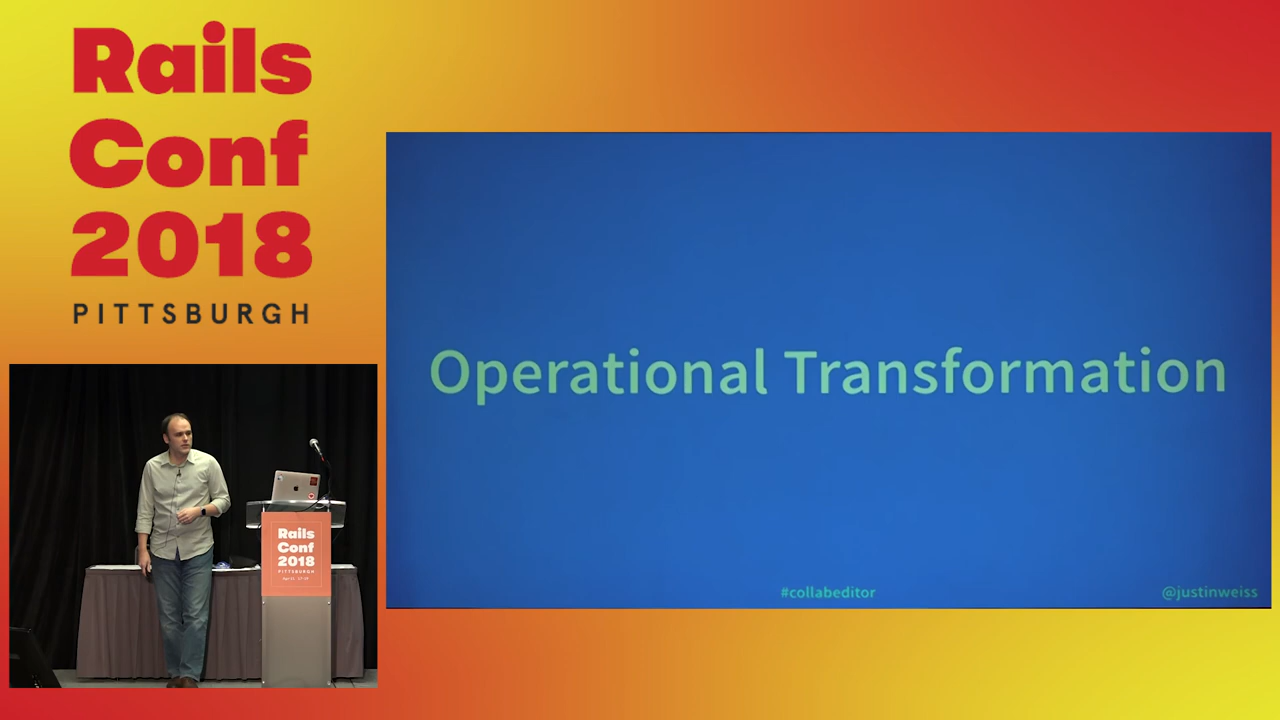 Rails
Conf
2018
PITTSBURGH
Operational Transformation
#collabeditor
@justinweiss
Rails
Conf
2018
PITTSBURGH